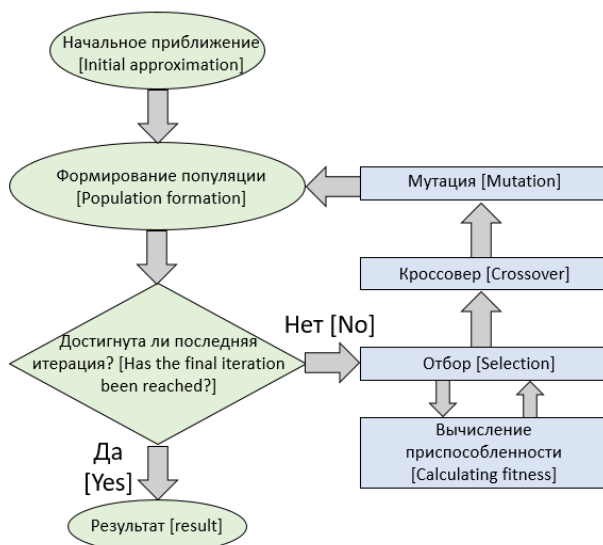 Начальное приближение
[Initial approximation]
Формирование популяции
[Population formation]
Мутация [Mutation]
Кроссовер [Crossover]
Достигнута ли последняя
итерация? [Has the final iteration
been reached?]
Нет [No]
Отбор [Selection]
Вычисление
приспособленности
[Calculating fitness]
Да
[Yes]
Результат [result]